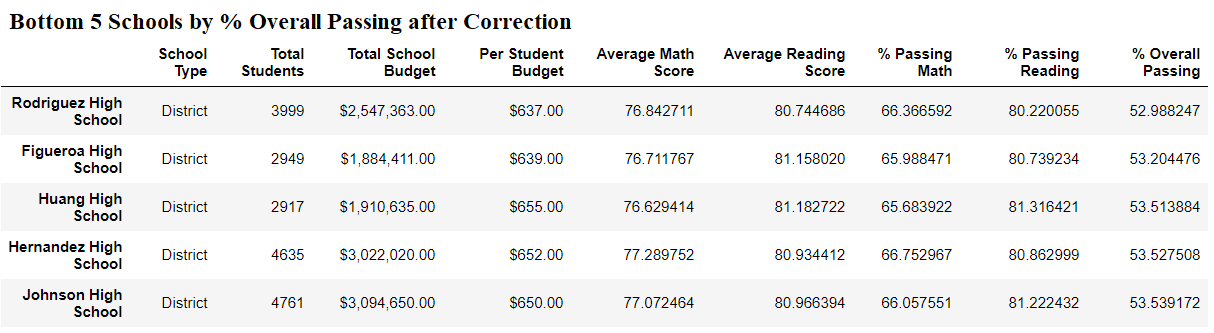 Bottom 5 Schools by % Overall Passing after Correction
School Type Total Students Total School Budget Per Student Budget Average Math Score Average Reading Score % Passing Math % Passing Reading % Overall Passing
Rodriguez High School District 3999 $2,547,363.00 $637.00 76.842711 80.744686 66.366592 80.220055 52.988247
Figueroa High School District 2949 $1,884,411.00 $639.00 76.711767 81.158020 65.988471 80.739234 53.204476
Huang High School District 2917 $1,910,635.00 $655.00 76.629414 81.182722 65.683922 81.316421 53.513884
Hernandez High School District 4635 $3,022,020.00 $652.00 77.289752 80.934412 66.752967 80.862999 53.527508
Johnson High School District 4761 $3,094,650.00 $650.00 77.072464 80.966394 66.057551 81.222432 53.539172